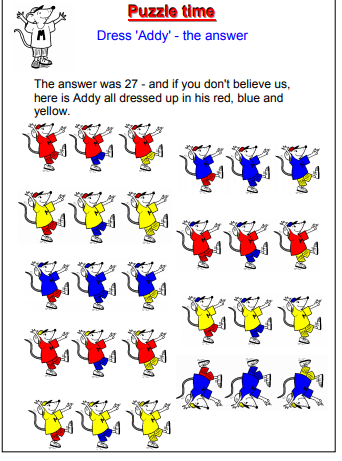 Puzzle time
Dress 'Addy' - the answer
The answer was 27 - and if you don't believe us,
here is Addy all dressed up in his red, blue and
yellow.